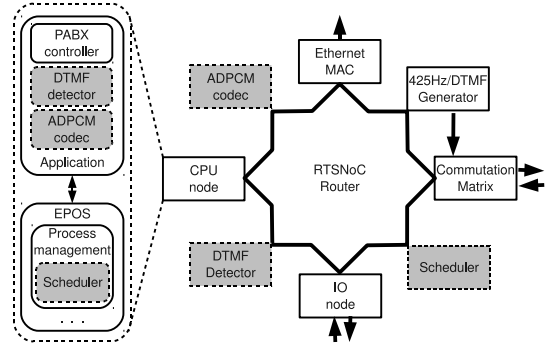 PABX
controller
DTMF
detector
ADPCM
codec
Application
EPOS
Process
management
Scheduler
. . .
CPU
node
ADPCM
codec
Ethernet
MAC
425Hz/DTMF
Generator
RTSNoC
Router
Commutation
Matrix
DTMF
Detector
IO
node
Scheduler